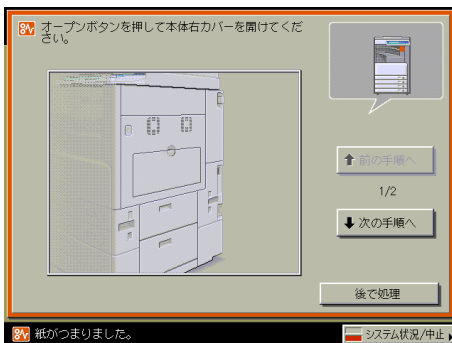 オープンボタンを押して本体右カバーを開けてくだ
さい。
前の手順へ
1/2
次の手順へ
後で処理
紙がつまりました。
システム状況/中止